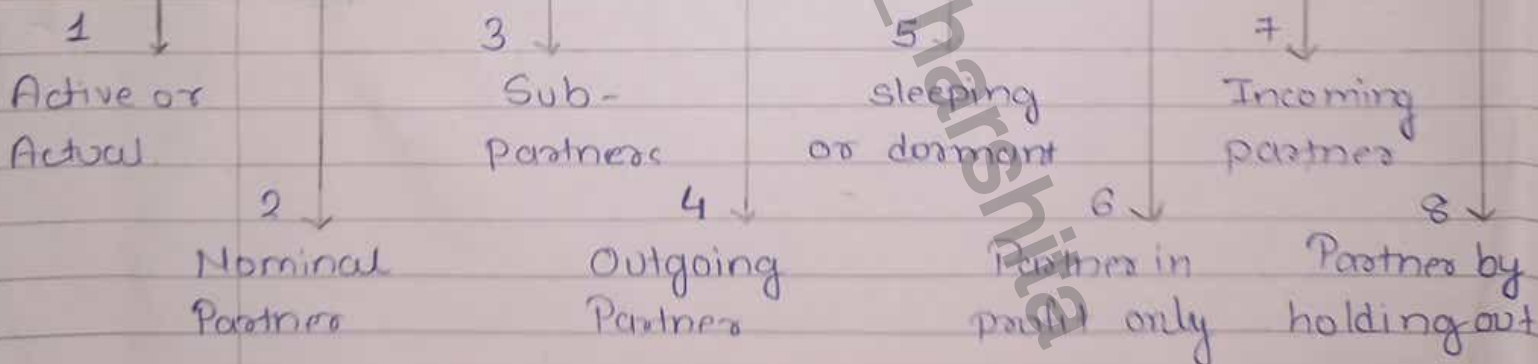 1 3 5 7
Active or Sub- sleeping Incoming
Actual partners or dormant partner
2 4 6 8
Nominal Outgoing Partner in Partner by
Partner Partner profit only holding out
_harshita